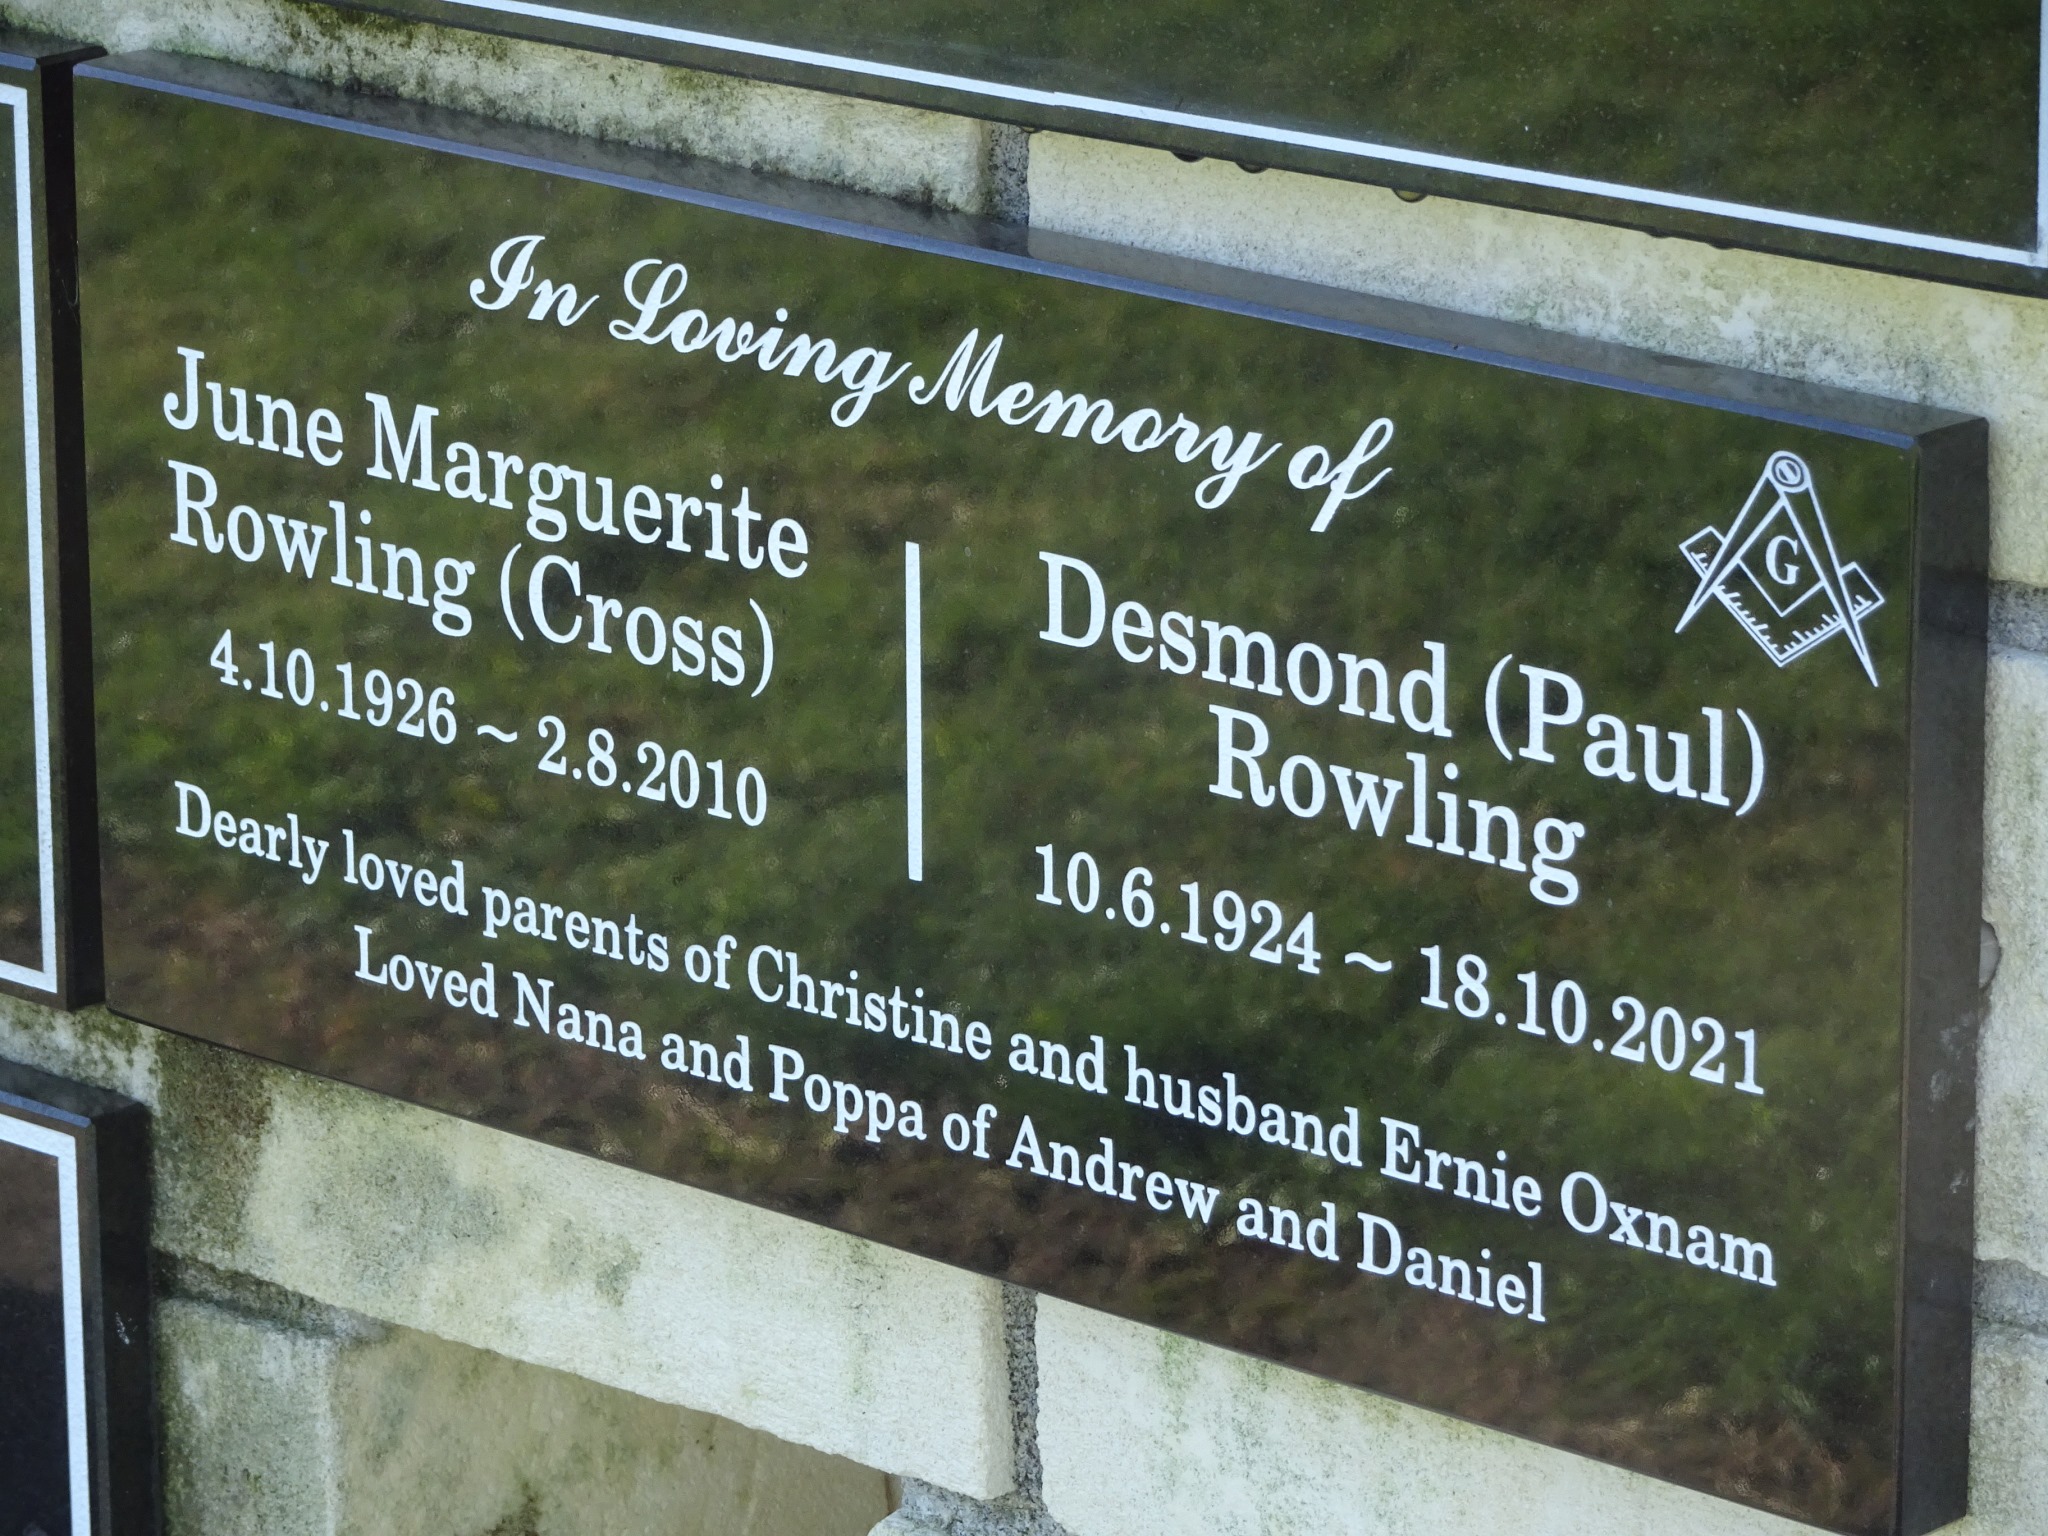 In Loving Memory of
June Marguerite
Rowling (Cross)
4.10.1926 ~ 2.8.2010
G
Desmond (Paul)
Rowling
10.6.1924 ~ 18.10.2021
Dearly loved parents of Christine and husband Ernie Oxnam
Loved Nana and Poppa of Andrew and Daniel